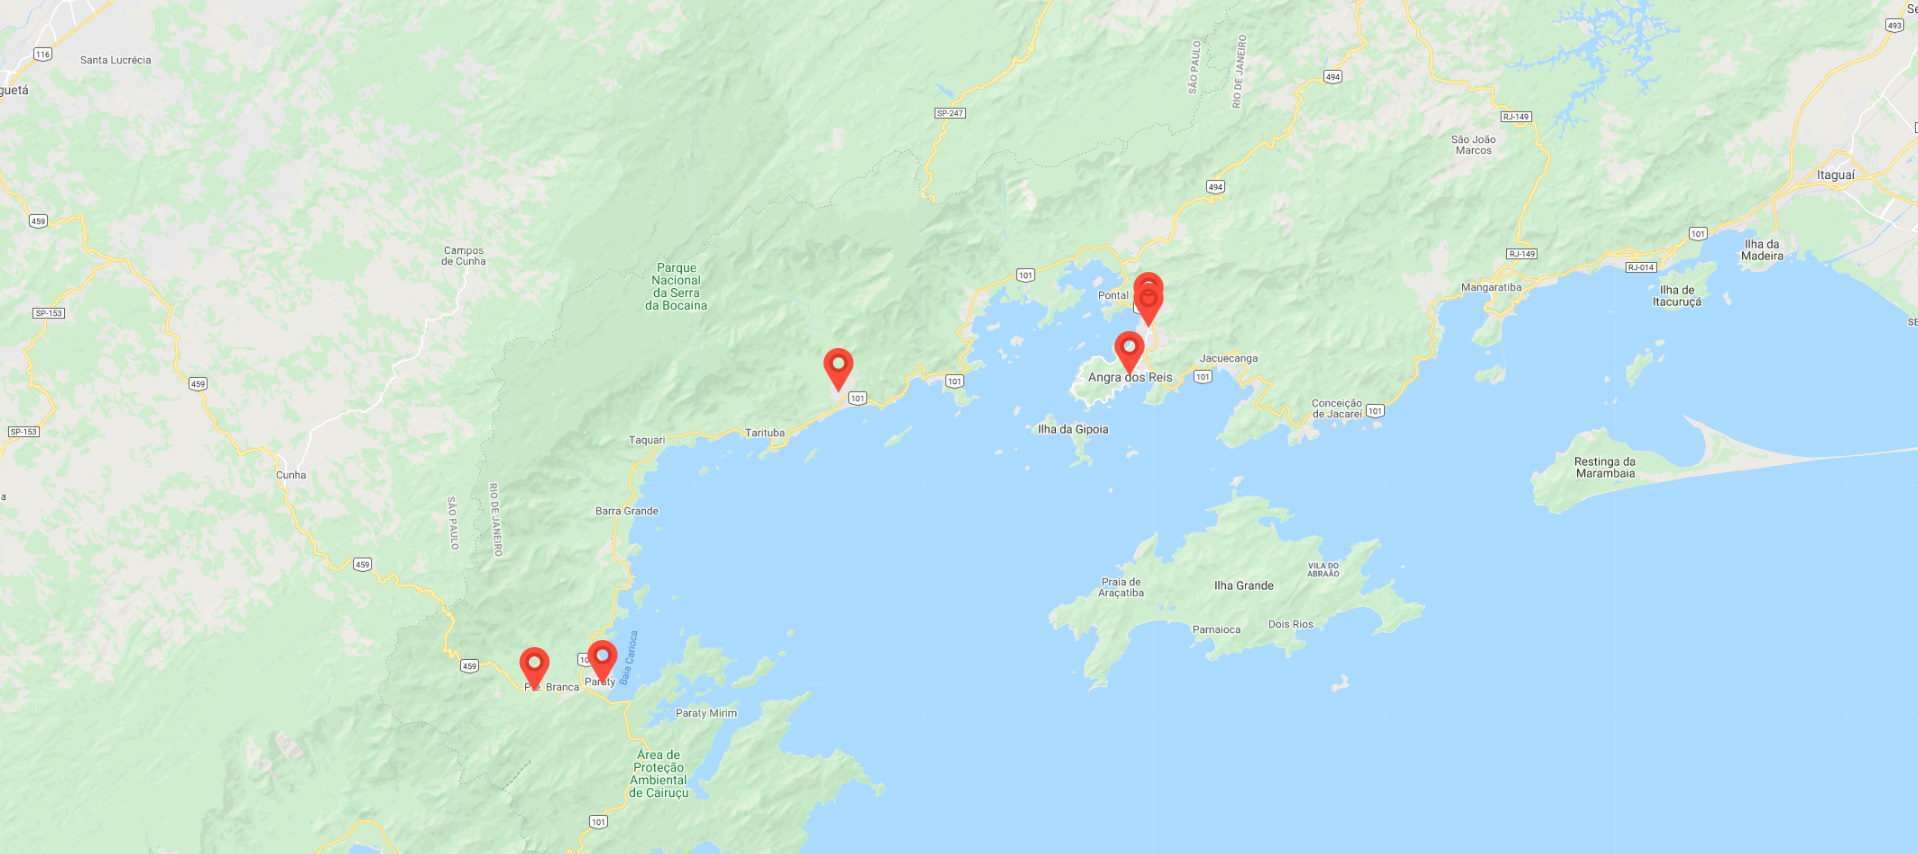 Se
493
116
Santa Lucrécia
SÃO PAULO
RIO DE JANEIRO
494
guetá
SP-247
RJ-149
São João
Marcos
Itaguaí
494
459
101
Campos
de Cunha
Ilha da
Madeira
RJ-149
RJ-014
Parque
Nacional
da Serra
da Bocaina
101
Mangaratiba
Ilha de
Itacuruçá
Pontal
SP-153
SE
Jacuecanga
459
101
101
Angra dos Reis
101
Conceição
de Jacareí
101
SP-153
Ilha da Gipoia
Tarituba
Taquari
Restinga da
Marambaia
Cunha
a
SÃO PAULO
RIO DE JANEIRO
Barra Grande
459
VILA DO
ABRAÃO
Praia de
Araçatiba
Ilha Grande
Parnaioca
Dois Rios
459
10
Baia Carioca
Paraty
Pte. Branca
Paraty Mirim
Área de
Proteção
Ambiental
de Cairuçu
101